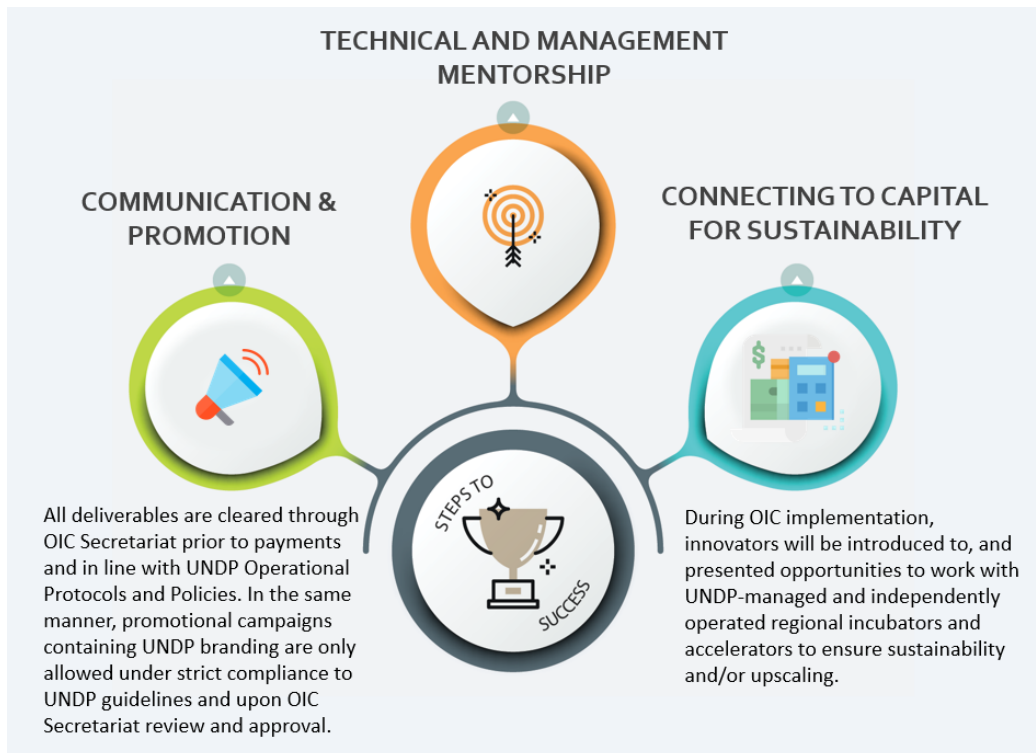 TECHNICAL AND MANAGEMENT
MENTORSHIP
COMMUNICATION &
PROMOTION
CONNECTING TO CAPITAL
FOR SUSTAINABILITY
$
STEPS TO
SUCCESS
All deliverables are cleared through
OIC Secretariat prior to payments
and in line with UNDP Operational
Protocols and Policies. In the same
manner, promotional campaigns
containing UNDP branding are only
allowed under strict compliance to
UNDP guidelines and upon OIC
Secretariat review and approval.
During OIC implementation,
innovators will be introduced to, and
presented opportunities to work with
UNDP-managed and independently
operated regional incubators and
accelerators to ensure sustainability
and/or upscaling.